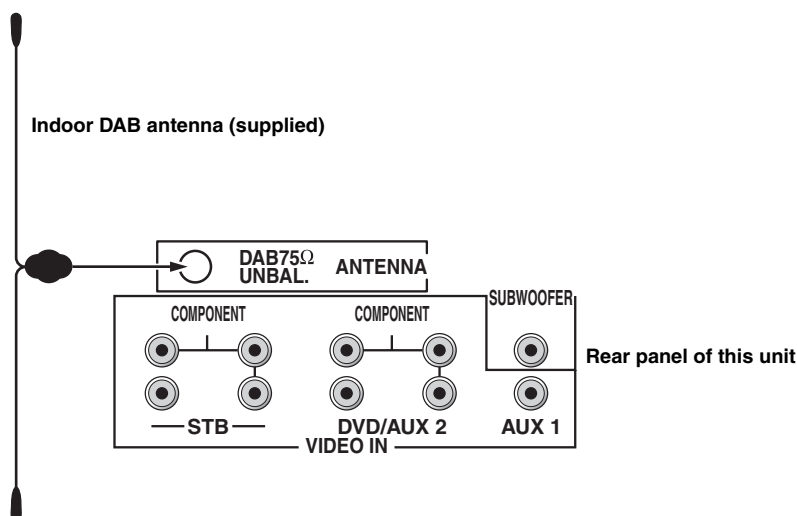 Indoor DAB antenna (supplied)
DAB75Ω
UNBAL.
ANTENNA
SUBWOOFER
COMPONENT
COMPONENT
Rear panel of this unit
STB
DVD/AUX 2
AUX 1
VIDEO IN